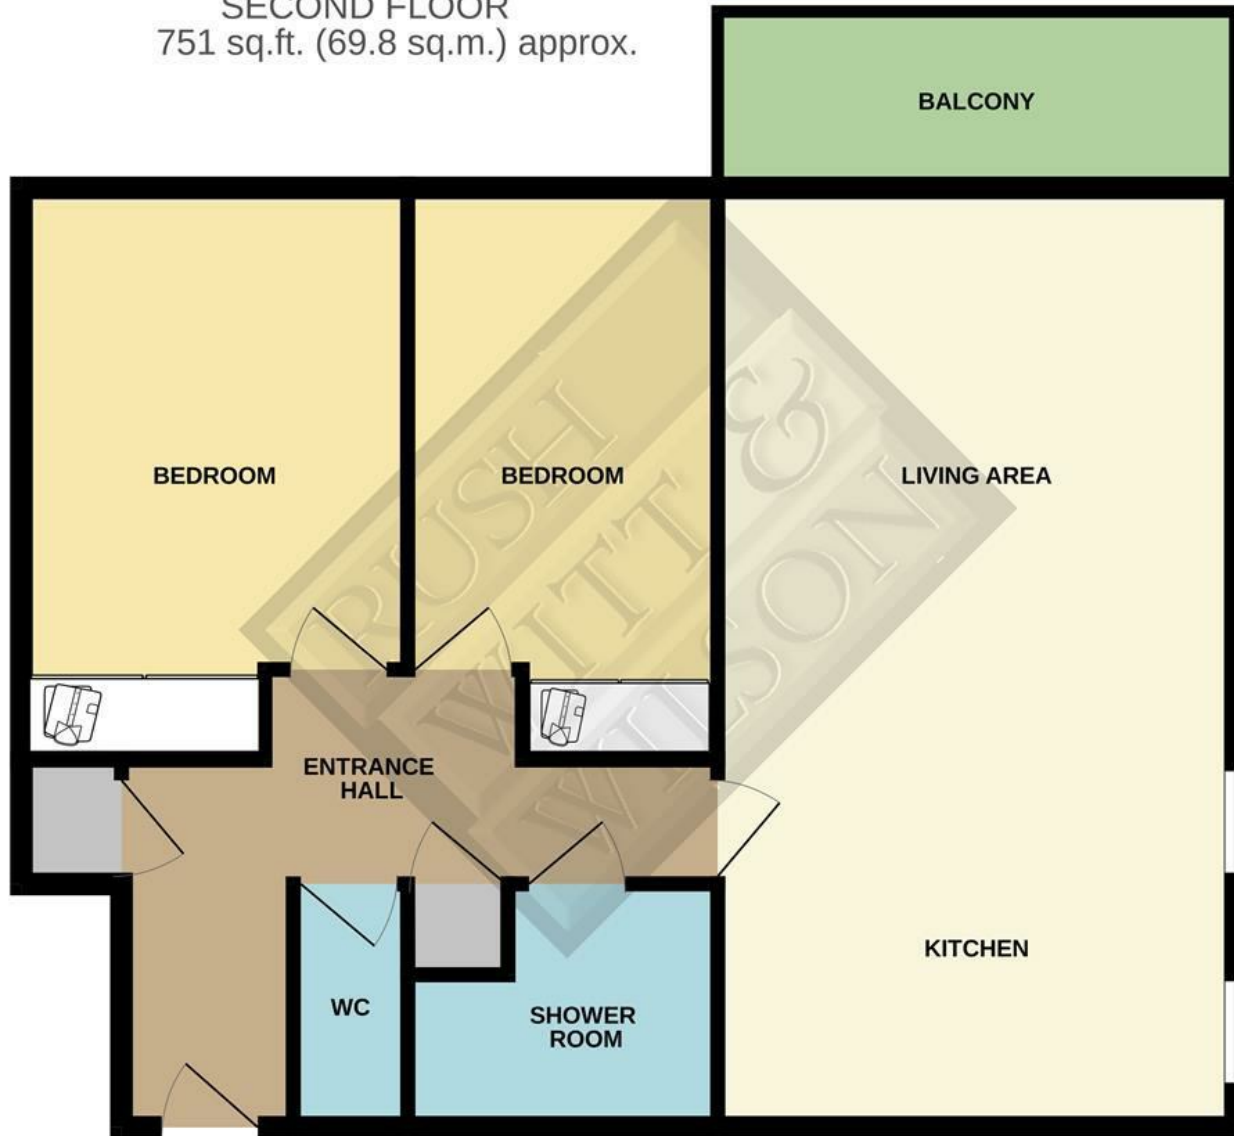 SECOND FLOOR
751 sq.ft. (69.8 sq.m.) approx.
BALCONY
BEDROOM
BEDROOM
LIVING AREA
RUSH
WITT &
WILSON
ENTRANCE
HALL
KITCHEN
WC
SHOWER
ROOM